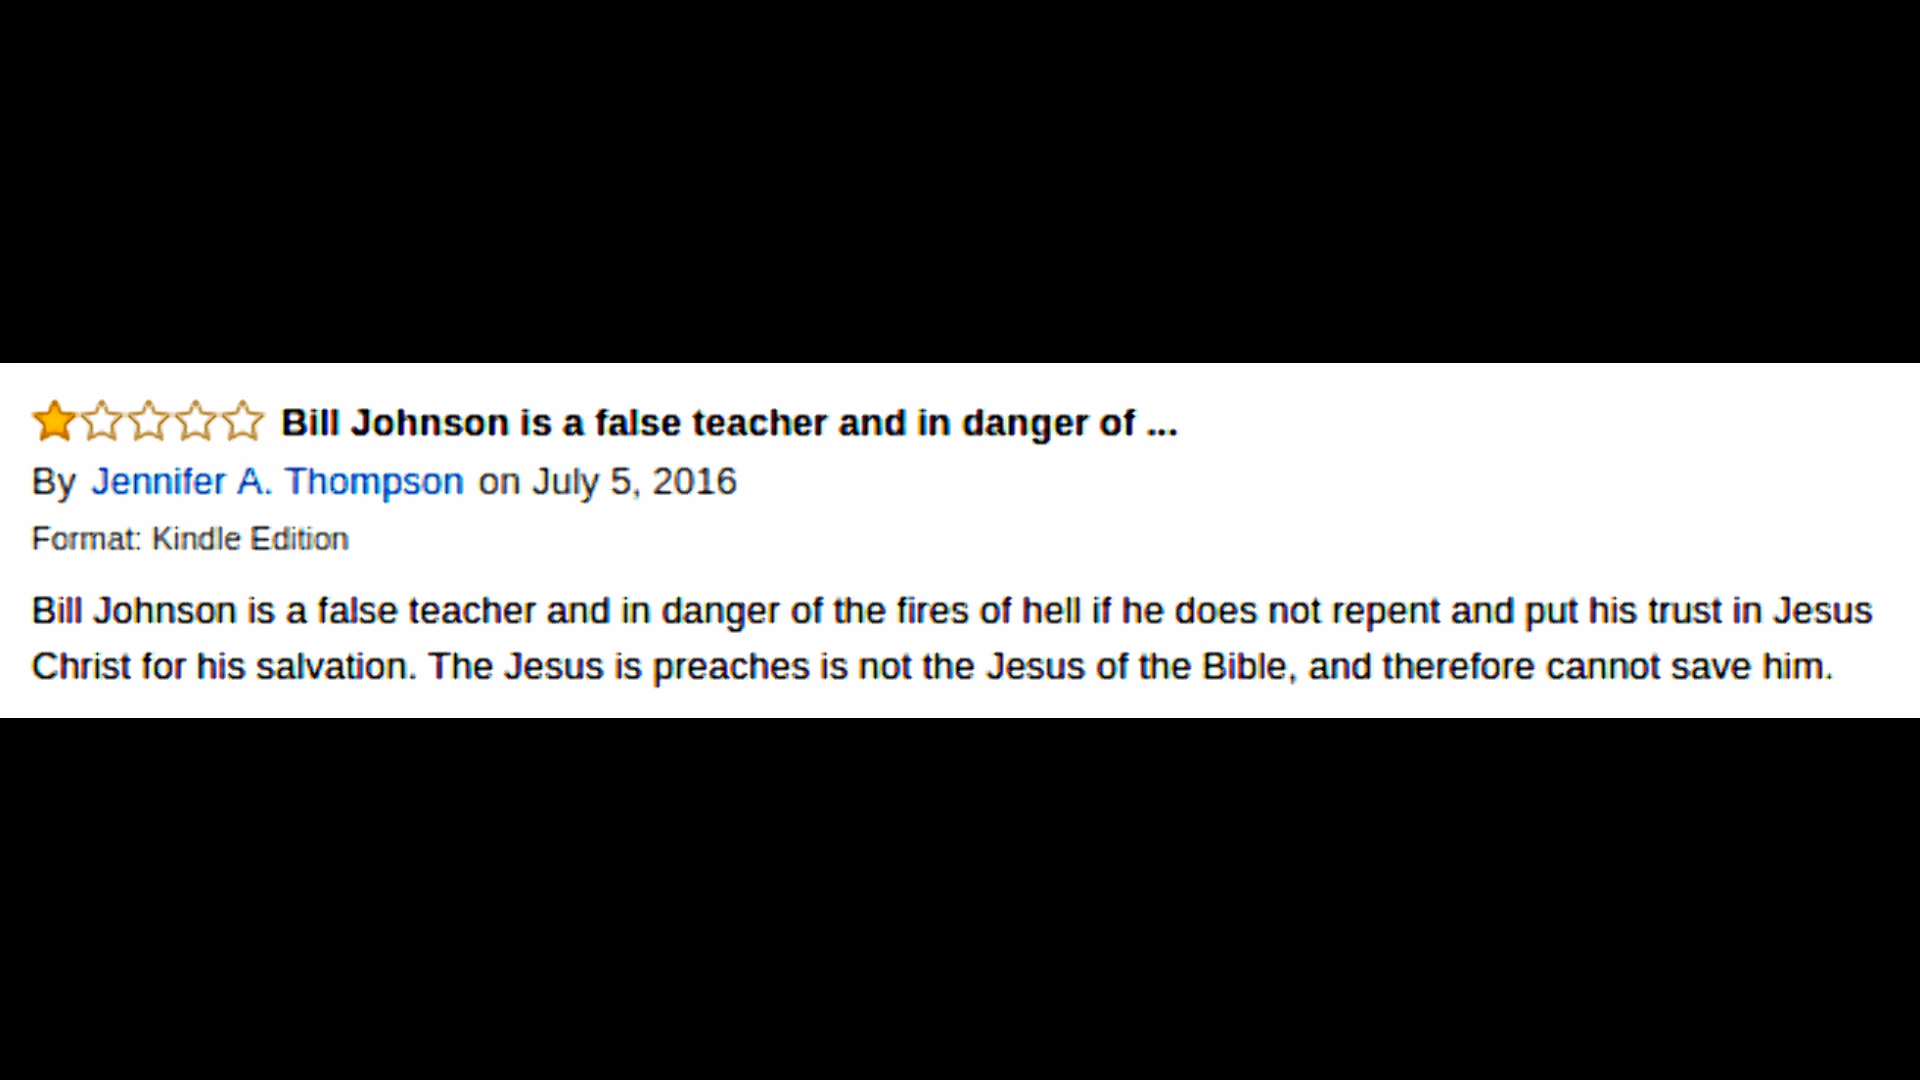 Bill Johnson is a false teacher and in danger of ...
By Jennifer A. Thompson on July 5, 2016
Format: Kindle Edition
Bill Johnson is a false teacher and in danger of the fires of hell if he does not repent and put his trust in Jesus
Christ for his salvation. The Jesus is preaches is not the Jesus of the Bible, and therefore cannot save him.